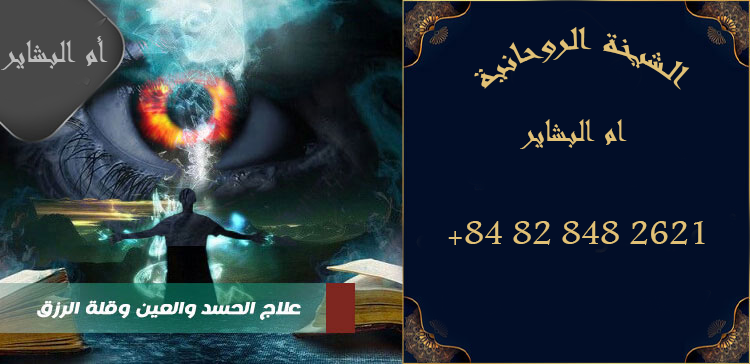 أم البشاير
علاج الحسد والعين وقلة الرزق
الشيخة الروحانية
ام البشاير
+84 82 848 2621